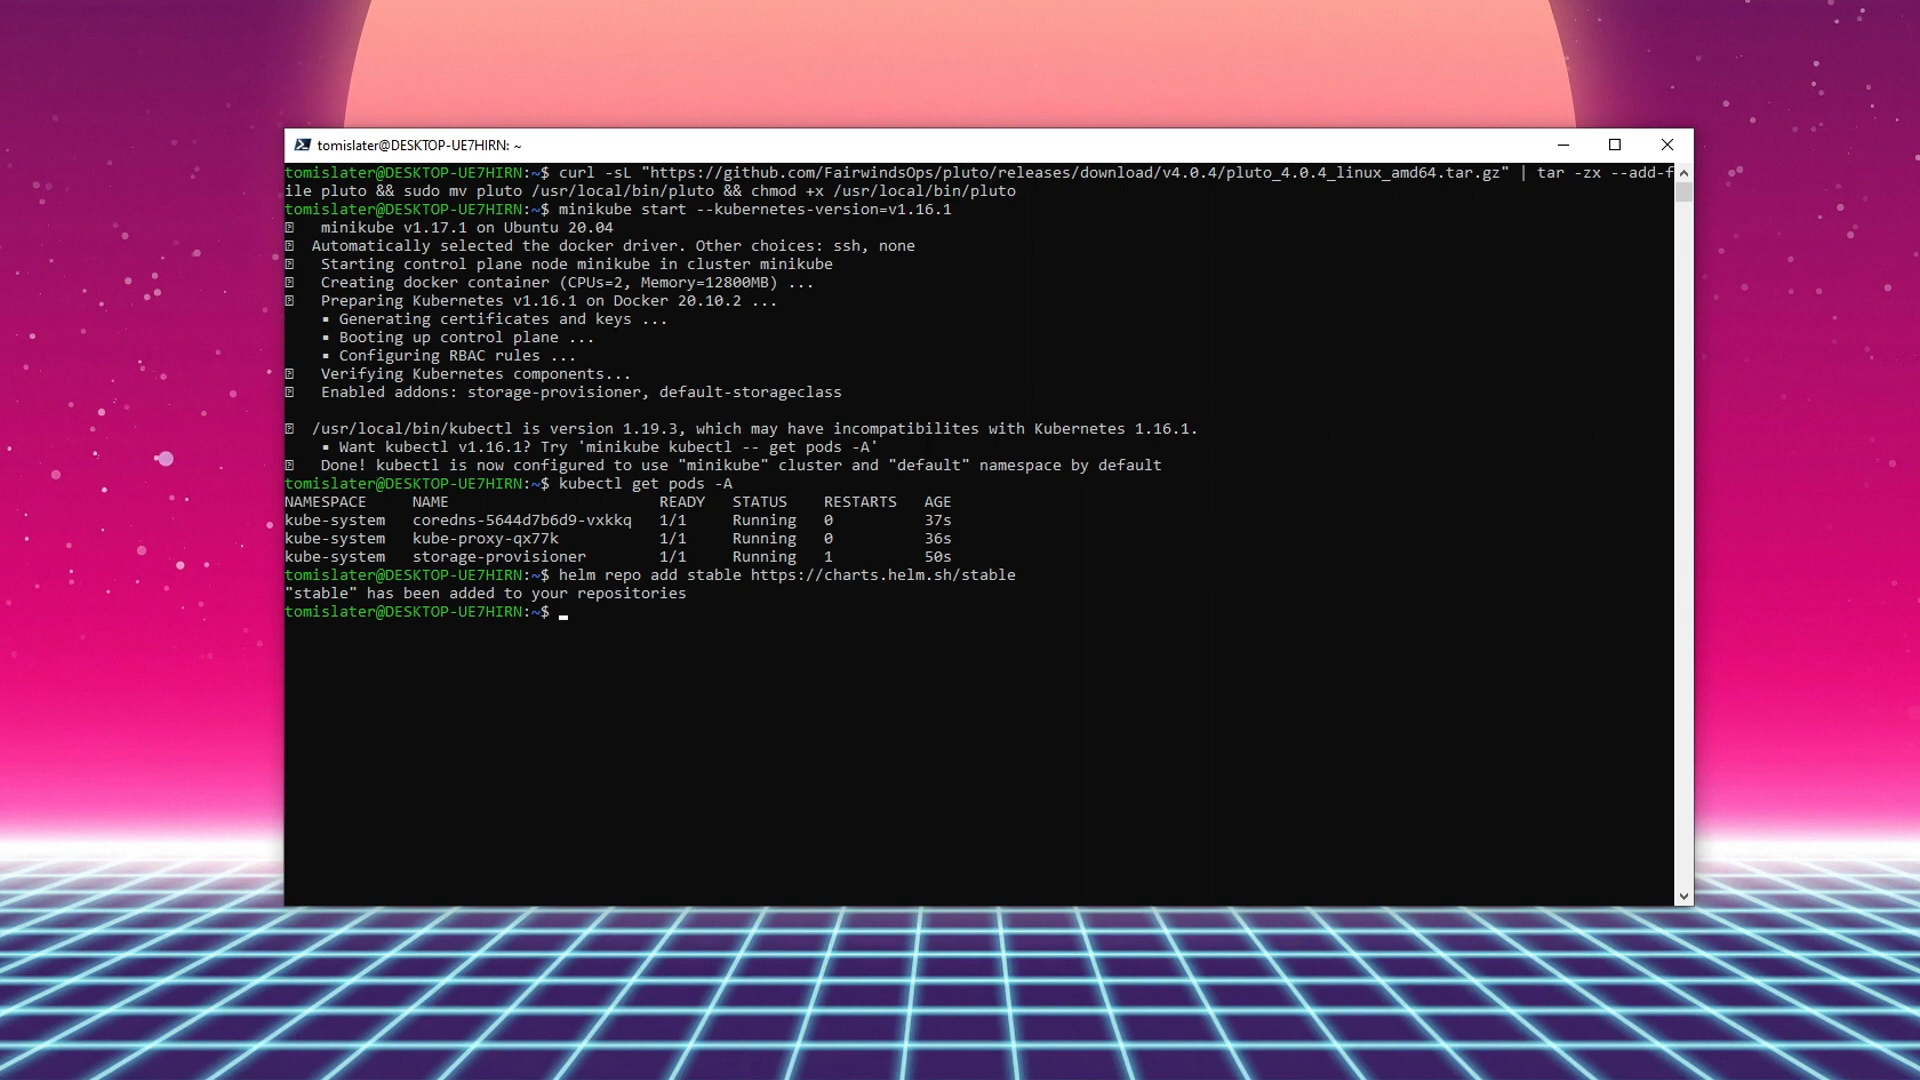 tomislater@DESKTOP-UE7HIRN: ~
tomislater@DESKTOP-UE7HIRN:~$ curl -sL "https://github.com/FairwindsOps/pluto/releases/download/v4.0.4/pluto_4.0.4_linux_amd64.tar.gz" | tar -zx --add-f
ile pluto && sudo mv pluto /usr/local/bin/pluto && chmod +x /usr/local/bin/pluto
tomislater@DESKTOP-UE7HIRN:~$ minikube start --kubernetes-version=v1.16.1
minikube v1.17.1 on Ubuntu 20.04
Automatically selected the docker driver. Other choices: ssh, none
Starting control plane node minikube in cluster minikube
Creating docker container (CPUs=2, Memory=12800MB) ...
Preparing Kubernetes v1.16.1 on Docker 20.10.2 ...
▪ Generating certificates and keys ...
▪ Booting up control plane ...
▪ Configuring RBAC rules ...
Verifying Kubernetes components...
Enabled addons: storage-provisioner, default-storageclass
/usr/local/bin/kubectl is version 1.19.3, which may have incompatibilites with Kubernetes 1.16.1.
▪ Want kubectl v1.16.1? Try 'minikube kubectl -- get pods -A'
Done! kubectl is now configured to use "minikube" cluster and "default" namespace by default
tomislater@DESKTOP-UE7HIRN:~$ kubectl get pods -A
NAMESPACE     NAME                       READY   STATUS    RESTARTS   AGE
kube-system   coredns-5644d7b6d9-vxkkq   1/1     Running   0          37s
kube-system   kube-proxy-qx77k           1/1     Running   0          36s
kube-system   storage-provisioner        1/1     Running   1          50s
tomislater@DESKTOP-UE7HIRN:~$ helm repo add stable https://charts.helm.sh/stable
"stable" has been added to your repositories
tomislater@DESKTOP-UE7HIRN:~$